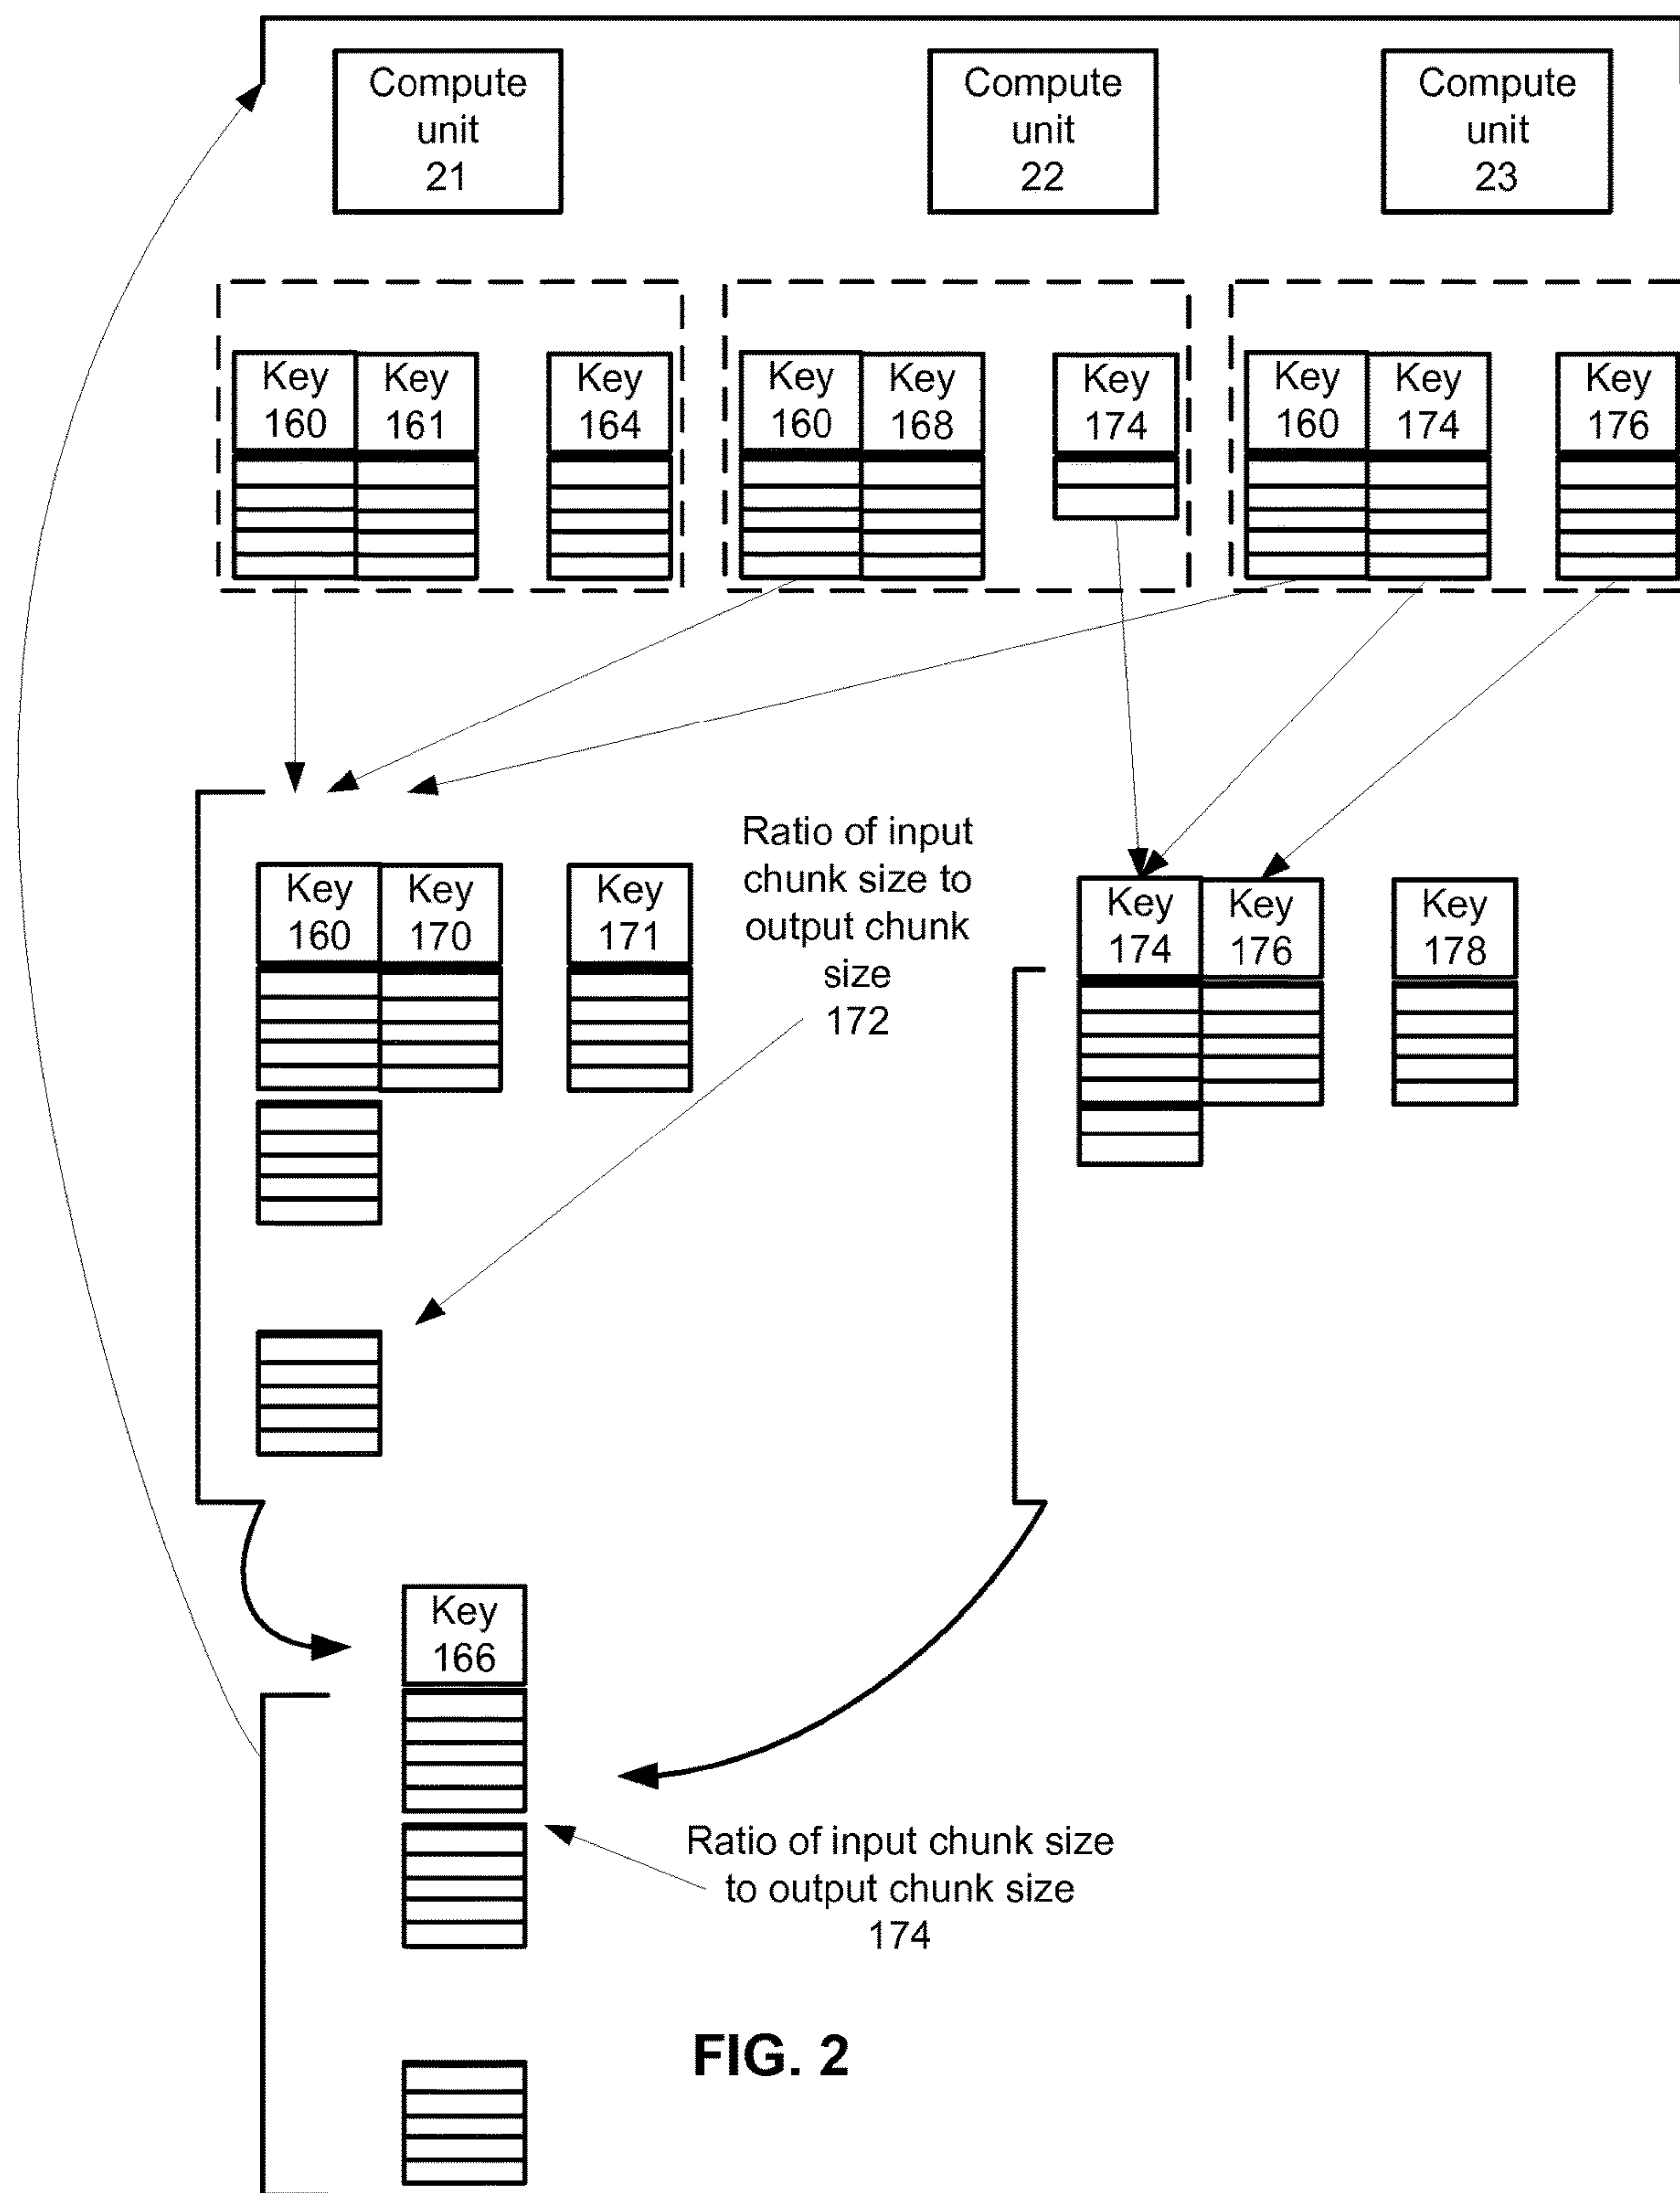 Compute
unit
21
Compute
unit
22
Compute
unit
23
Key
160
Key
161
Key
164
Key
160
Key
168
Key
174
Key
160
Key
174
Key
176
Ratio of input
chunk size to
output chunk
size
172
Key
160
Key
170
Key
171
Key
174
Key
176
Key
178
Key
166
Ratio of input chunk size
to output chunk size
174
FIG. 2